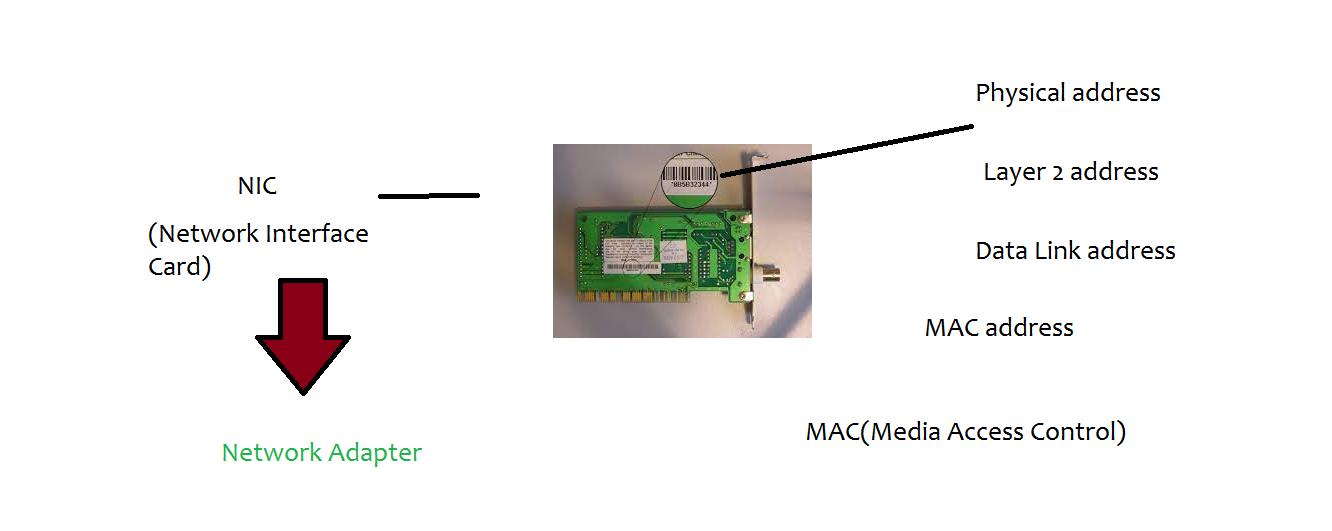 Physical address
Layer 2 address
NIC
(Network Interface
Card)
Data Link address
MAC address
Network Adapter
MAC(Media Access Control)